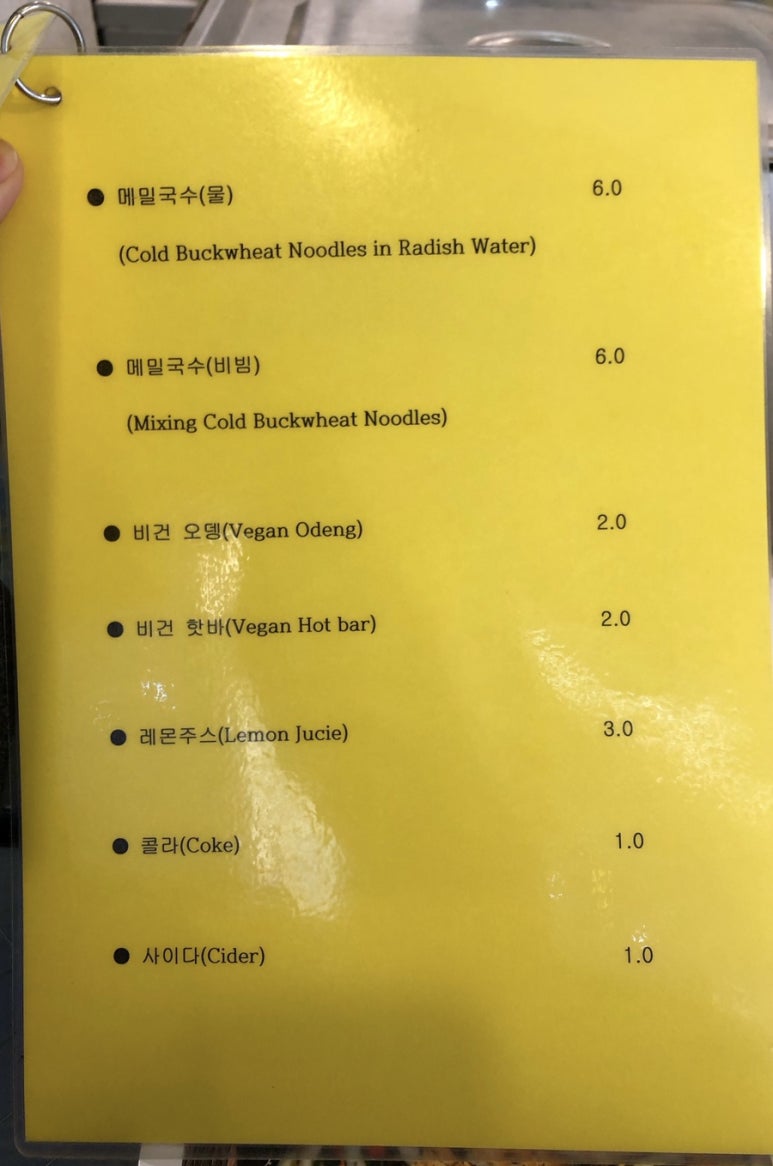 ● 메밀국수(물) 6.0
(Cold Buckwheat Noodles in Radish Water)
● 메밀국수(비빔) 6.0
(Mixing Cold Buckwheat Noodles)
● 비건 오뎅(Vegan Odeng) 2.0
● 비건 핫바(Vegan Hot bar) 2.0
● 레몬주스(Lemon Jucie) 3.0
● 콜라(Coke) 1.0
● 사이다(Cider) 1.0